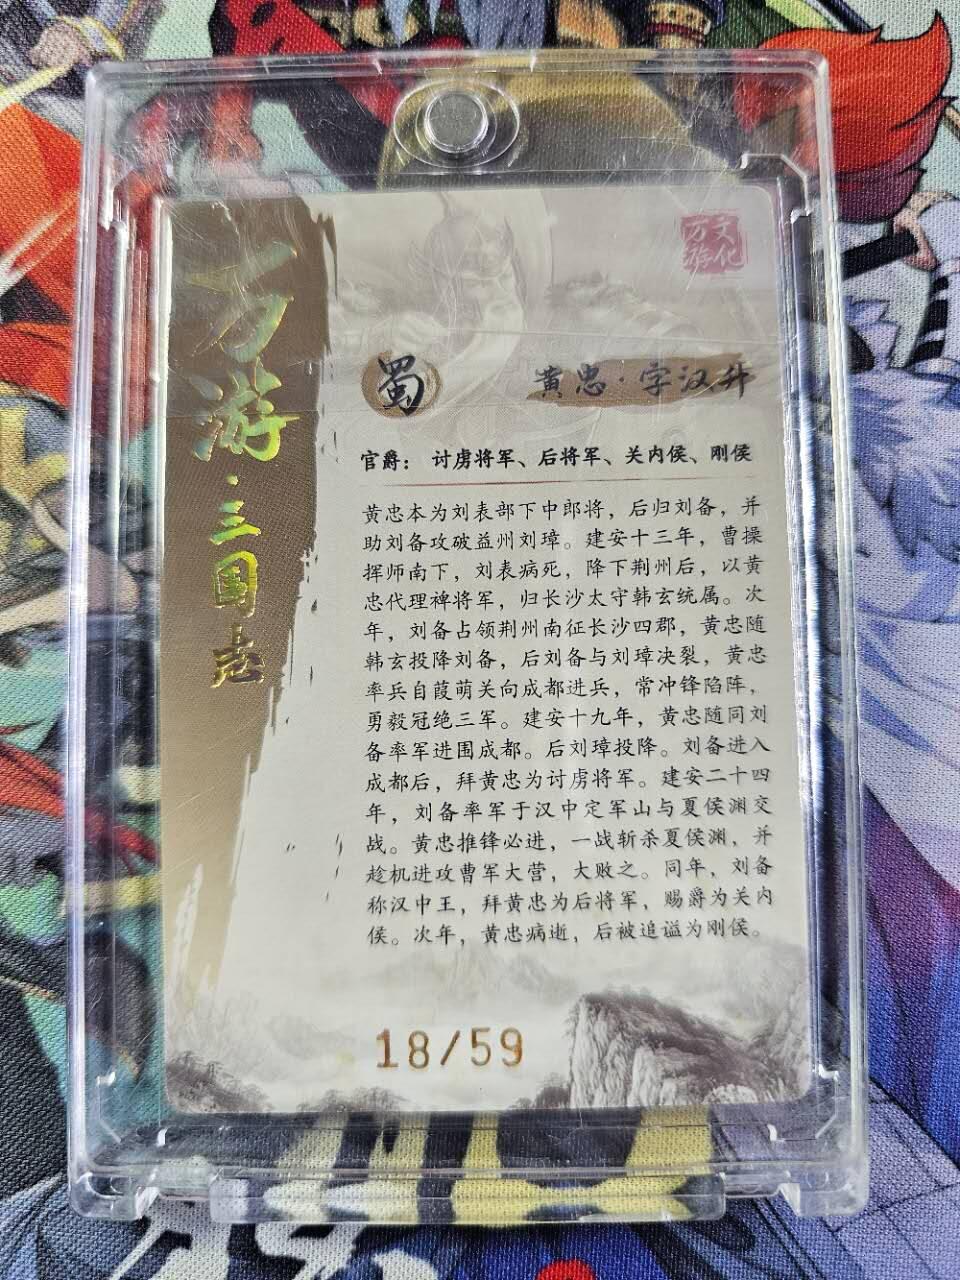 万游·三国志
万游文化
蜀
黄忠·字汉升
官爵：讨虏将军、后将军、关内侯、刚侯
黄忠本为刘表部下中郎将，后归刘备，并
助刘备攻破益州刘璋。建安十三年，曹操
挥师南下，刘表病死，降下荆州后，以黄
忠代理裨将军，归长沙太守韩玄统属。次
年，刘备占领荆州南征长沙四郡，黄忠随
韩玄投降刘备，后刘备与刘璋决裂，黄忠
率兵自葭萌关向成都进兵，常冲锋陷阵，
勇毅冠绝三军。建安十九年，黄忠随同刘
备率军进围成都。后刘璋投降。刘备进入
成都后，拜黄忠为讨虏将军。建安二十四
年，刘备率军于汉中定军山与夏侯渊交
战。黄忠推锋必进，一战斩杀夏侯渊，并
趁机进攻曹军大营，大败之。同年，刘备
称汉中王，拜黄忠为后将军，赐爵为关内
侯。次年，黄忠病逝，后被追谥为刚侯。
18/59